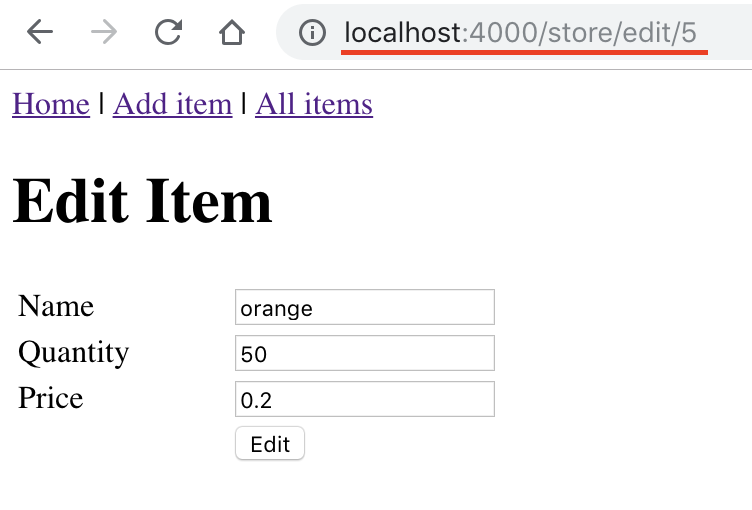 localhost:4000/store/edit/5
Home | Add item | All items
Edit Item
Name orange
Quantity 50
Price 0.2
Edit